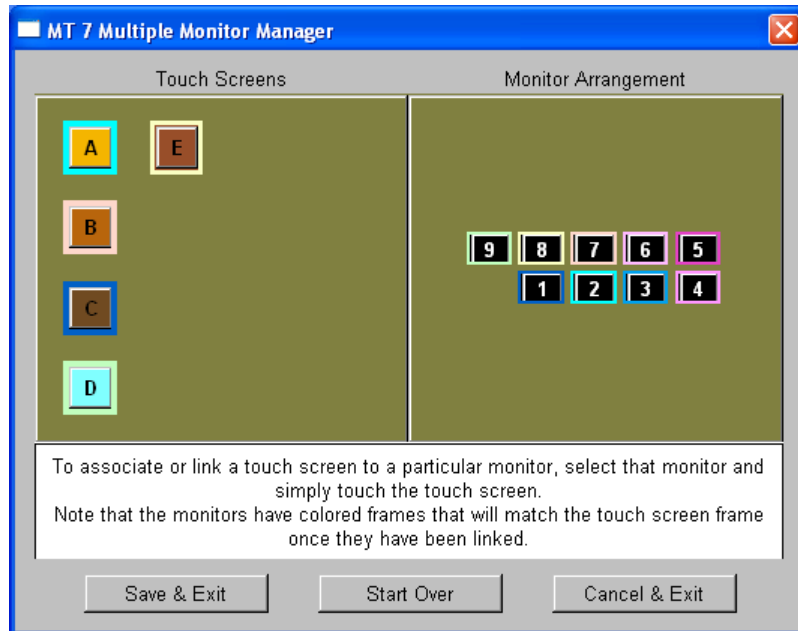 MT 7 Multiple Monitor Manager
Touch Screens
Monitor Arrangement
A E
B
C
D
9 8 7 6 5
1 2 3 4
To associate or link a touch screen to a particular monitor, select that monitor and
simply touch the touch screen.
Note that the monitors have colored frames that will match the touch screen frame
once they have been linked.
Save & Exit
Start Over
Cancel & Exit